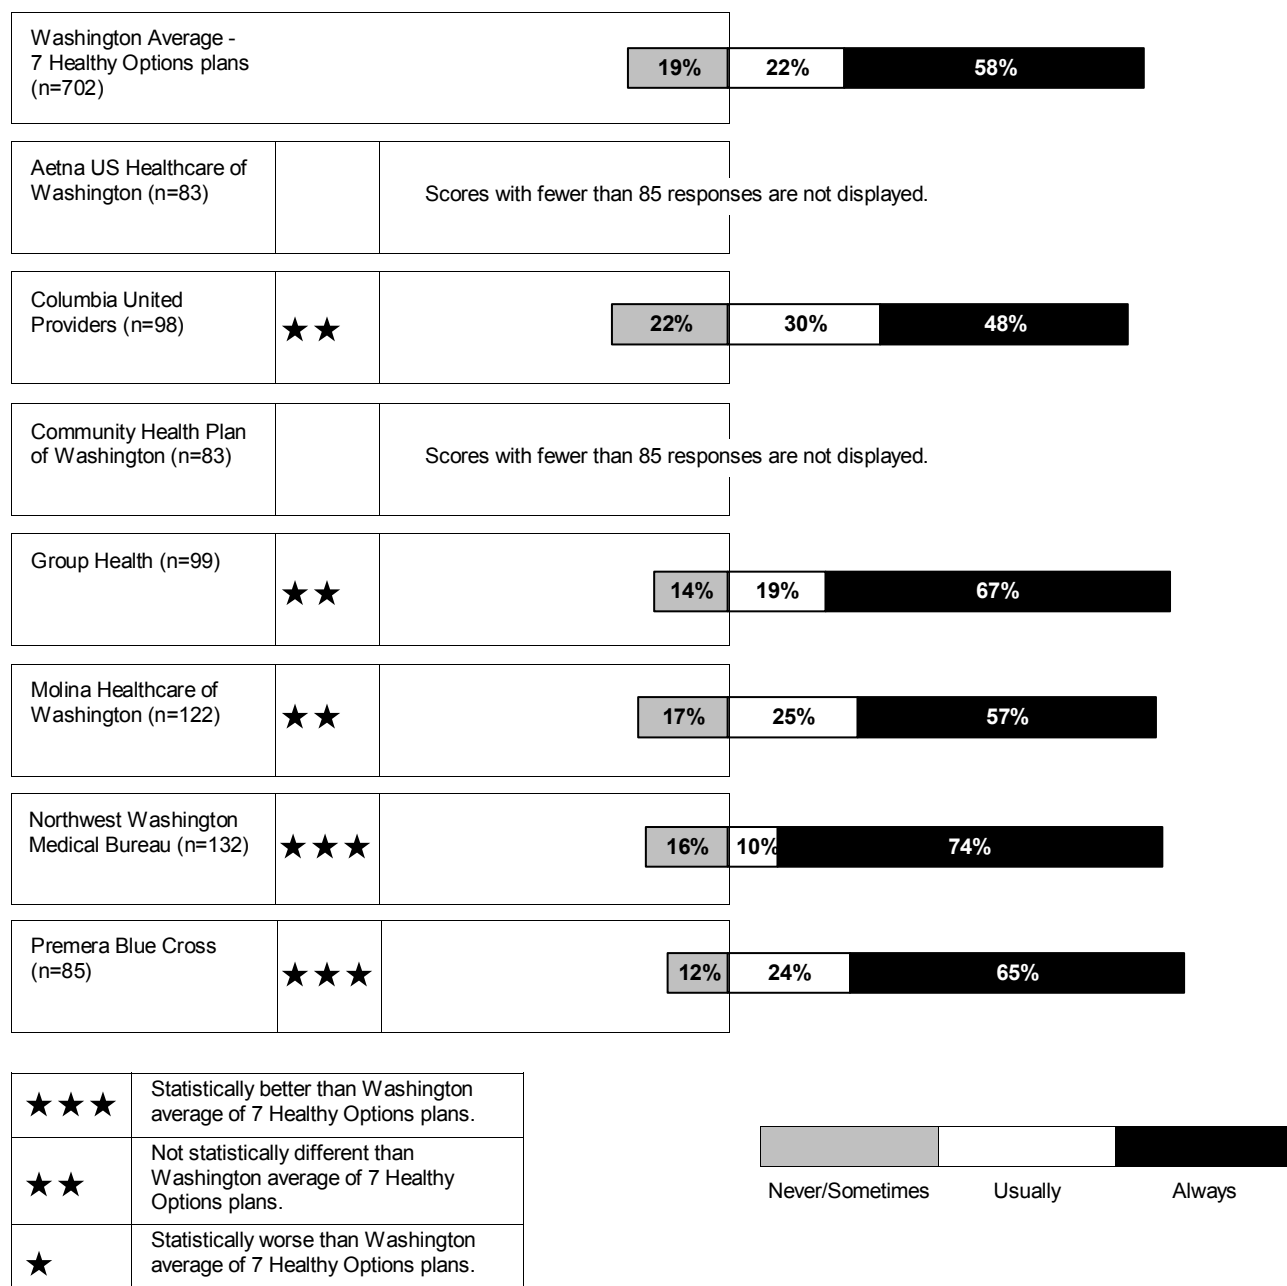 Washington Average -
7 Healthy Options plans
(n=702)
19% 22% 58%
Aetna US Healthcare of
Washington (n=83)
Scores with fewer than 85 responses are not displayed.
Columbia United
Providers (n=98)
★★
22% 30% 48%
Community Health Plan
of Washington (n=83)
Scores with fewer than 85 responses are not displayed.
Group Health (n=99)
★★
14% 19% 67%
Molina Healthcare of
Washington (n=122)
★★
17% 25% 57%
Northwest Washington
Medical Bureau (n=132)
★★★
16% 10% 74%
Premera Blue Cross
(n=85)
★★★
12% 24% 65%
★★★
Statistically better than Washington
average of 7 Healthy Options plans.
★★
Not statistically different than
Washington average of 7 Healthy
Options plans.
★
Statistically worse than Washington
average of 7 Healthy Options plans.
Never/Sometimes Usually Always